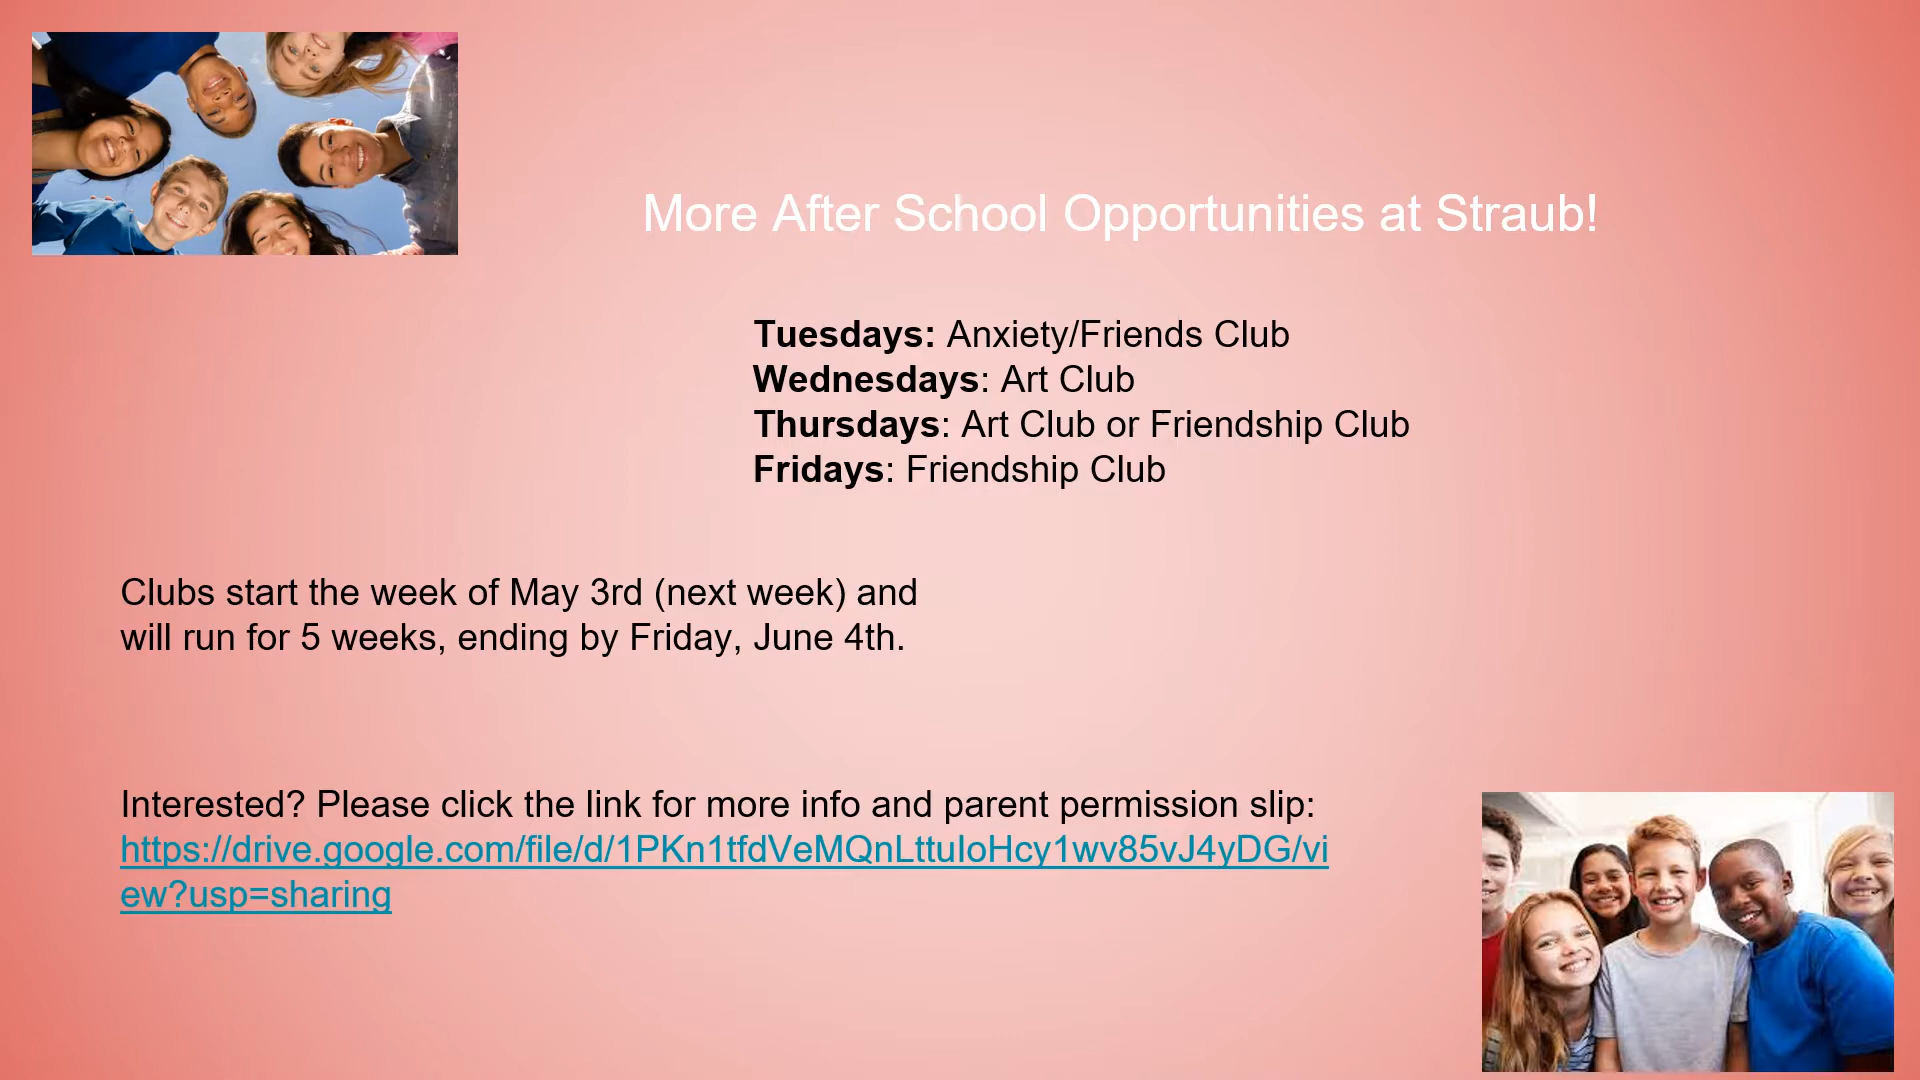 More After School Opportunities at Straub!
Tuesdays: Anxiety/Friends Club
Wednesdays: Art Club
Thursdays: Art Club or Friendship Club
Fridays: Friendship Club
Clubs start the week of May 3rd (next week) and
will run for 5 weeks, ending by Friday, June 4th.
Interested? Please click the link for more info and parent permission slip:
https://drive.google.com/file/d/1PKn1tfdVeMQnLttuIoHcy1wv85vJ4yDG/vi
ew?usp=sharing